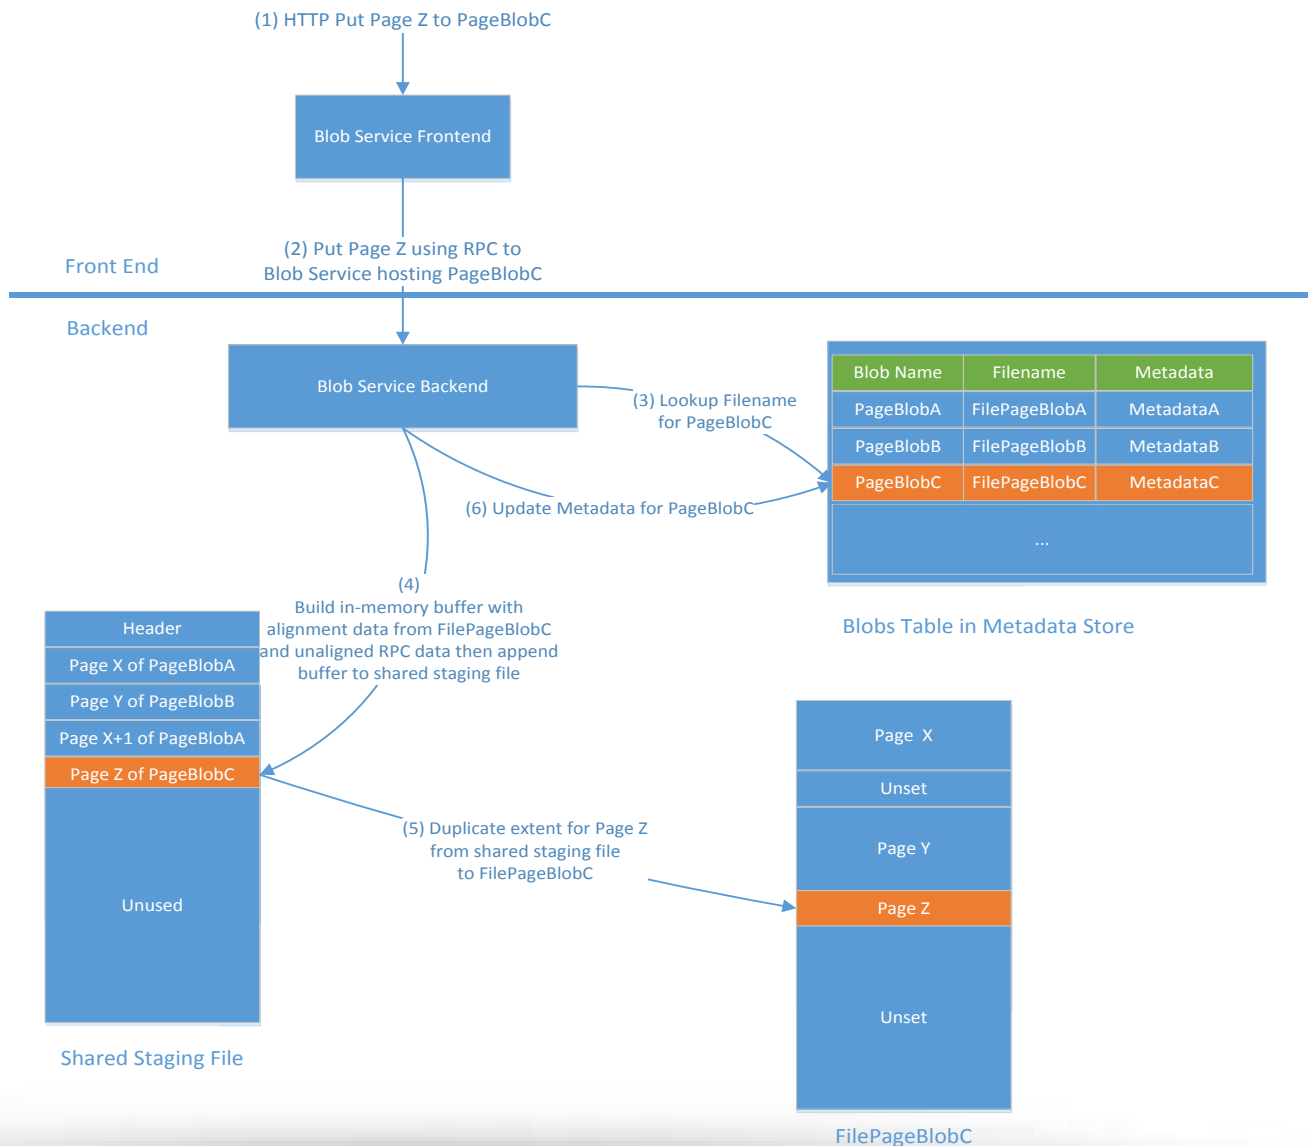 (1) HTTP Put Page Z to PageBlobC
Blob Service Frontend
(2) Put Page Z using RPC to
Blob Service hosting PageBlobC
Front End
Backend
Blob Service Backend
(3) Lookup Filename
for PageBlobC
(6) Update Metadata for PageBlobC
Blob Name Filename Metadata
PageBlobA FilePageBlobA MetadataA
PageBlobB FilePageBlobB MetadataB
PageBlobC FilePageBlobC MetadataC
...
Blobs Table in Metadata Store
(4)
Build in-memory buffer with
alignment data from FilePageBlobC
and unaligned RPC data then append
buffer to shared staging file
Header
Page X of PageBlobA
Page Y of PageBlobB
Page X+1 of PageBlobA
Page Z of PageBlobC
Unused
Shared Staging File
(5) Duplicate extent for Page Z
from shared staging file
to FilePageBlobC
Page X
Unset
Page Y
Page Z
Unset
FilePageBlobC